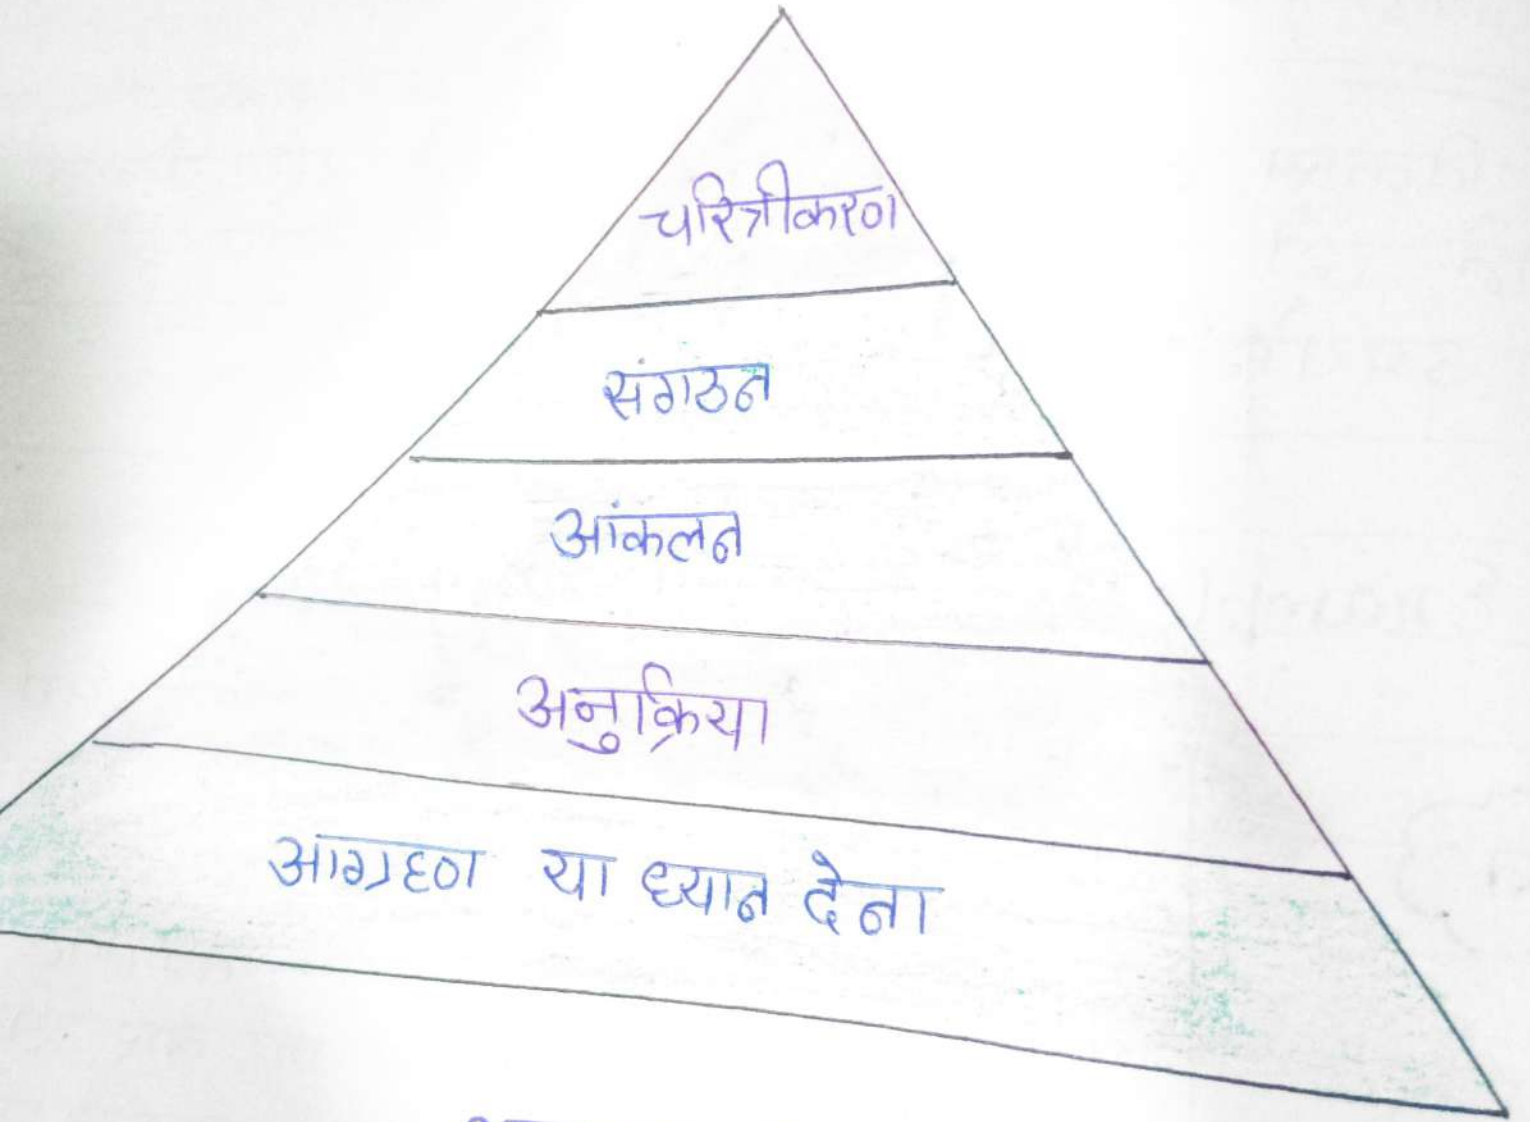 चरित्रीकरण
संगठन
आंकलन
अनुक्रिया
आग्रहण या ध्यान देना